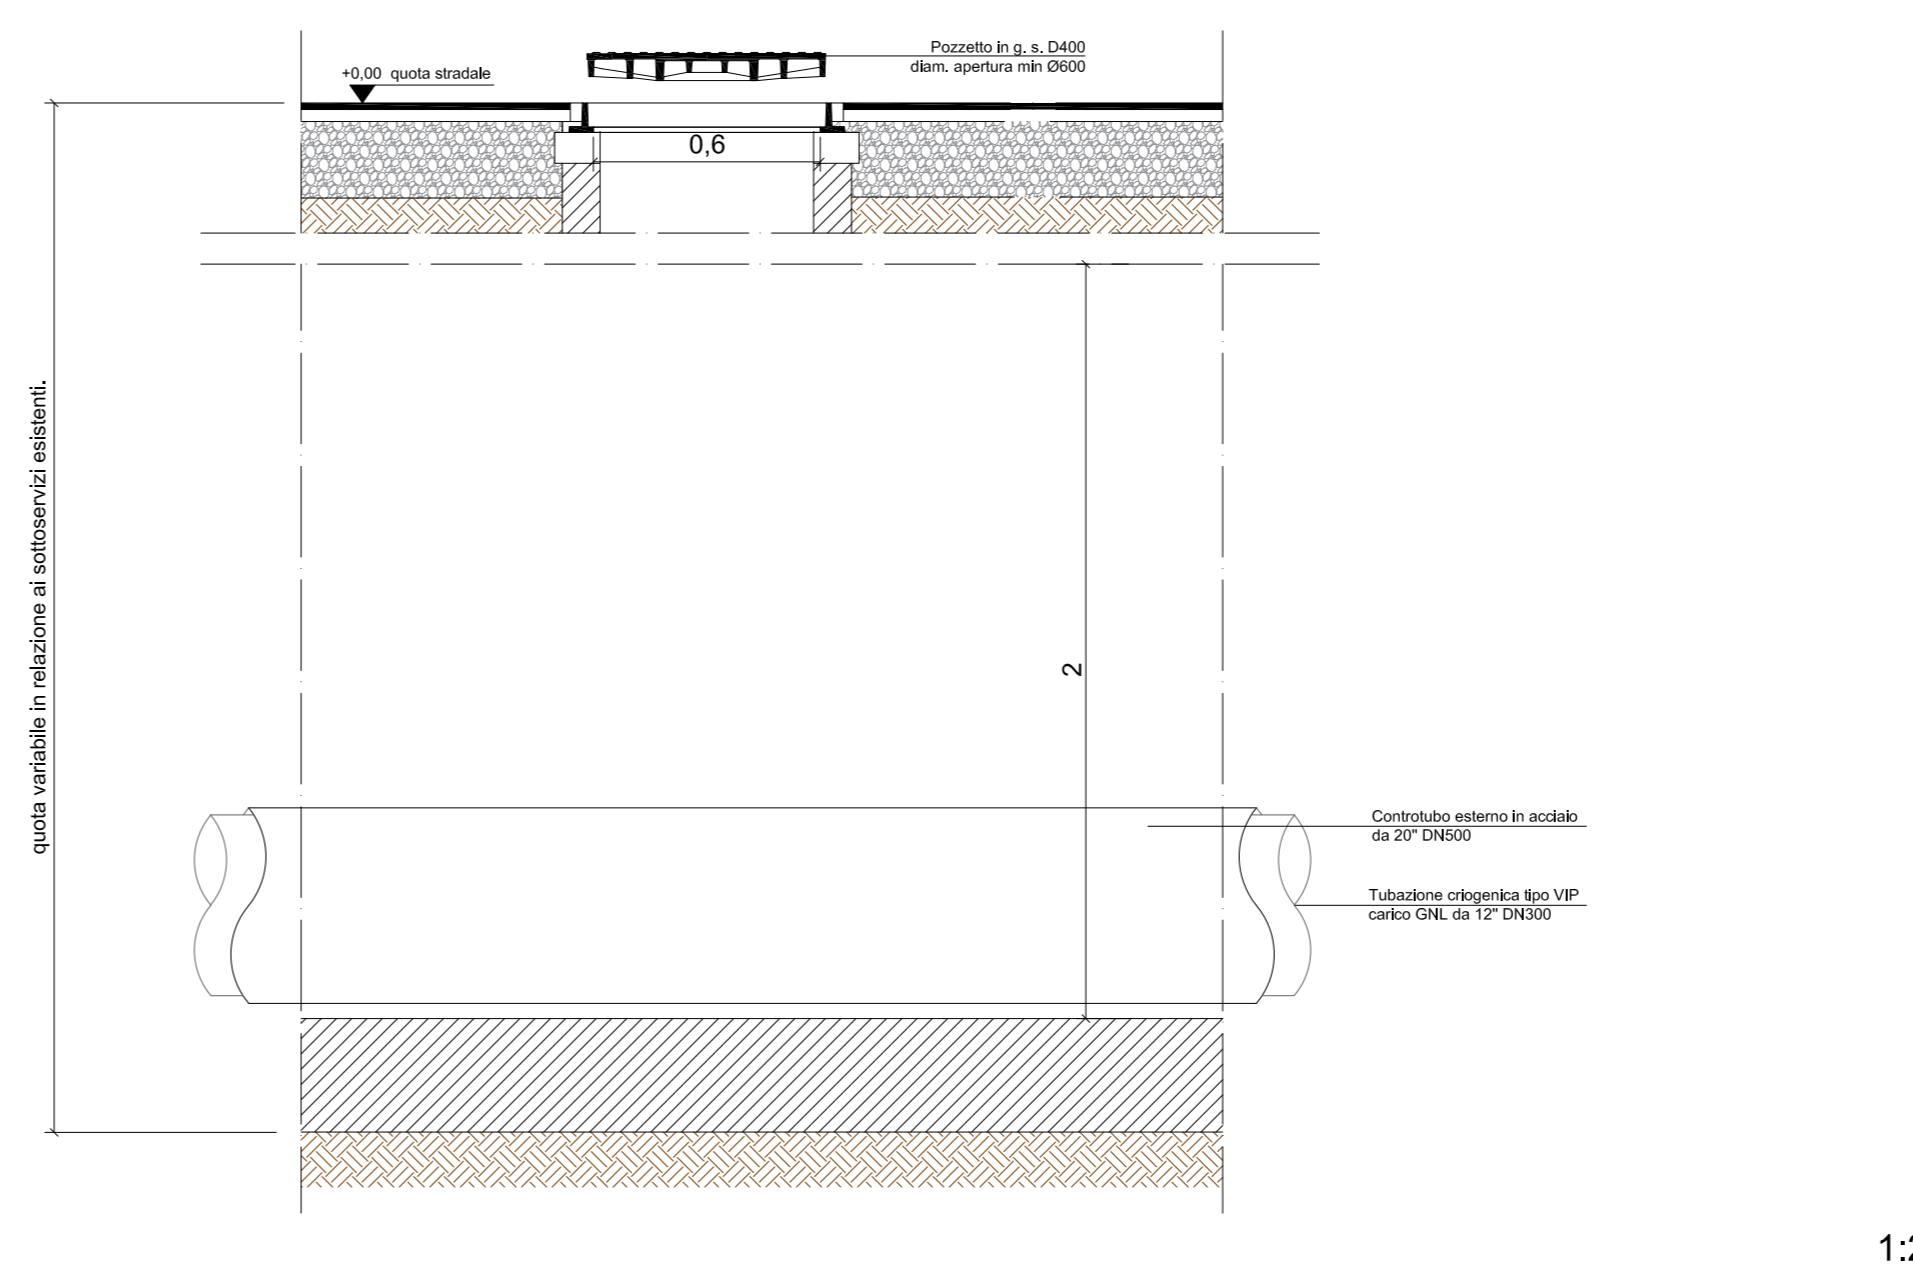 Pozzetto in g. s. D400
diam. apertura min Ø600
+0,00 quota stradale
0,6
quota variabile in relazione ai sottoservizi esistenti.
2
Controtubo esterno in acciaio
da 20" DN500
Tubazione criogenica tipo VIP
carico GNL da 12" DN300